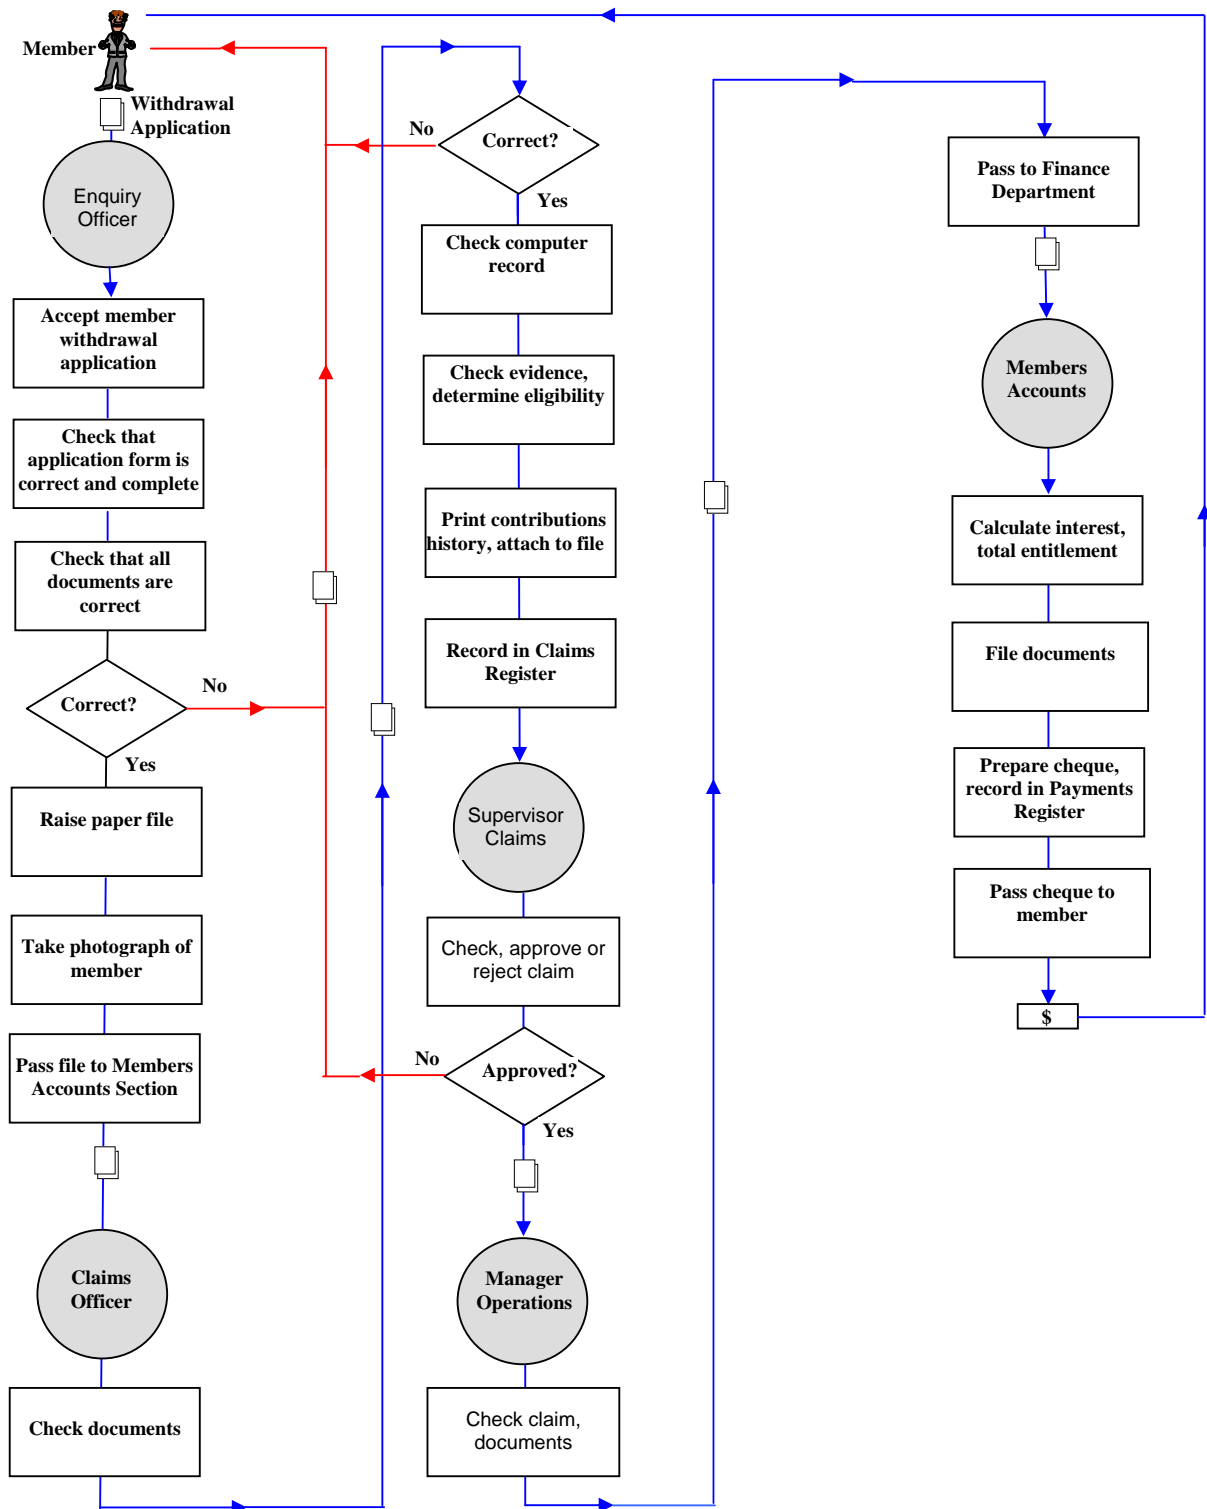 Member
Withdrawal
Application
Enquiry
Officer
Accept member
withdrawal
application
Check that
application form is
correct and complete
Check that all
documents are
correct
Correct?
No
Yes
Raise paper file
Take photograph of
member
Pass file to Members
Accounts Section
Claims
Officer
Check documents
Correct?
No
Yes
Check computer
record
Check evidence,
determine eligibility
Print contributions
history, attach to file
Record in Claims
Register
Supervisor
Claims
Check, approve or
reject claim
Approved?
No
Yes
Manager
Operations
Check claim,
documents
Pass to Finance
Department
Members
Accounts
Calculate interest,
total entitlement
File documents
Prepare cheque,
record in Payments
Register
Pass cheque to
member
$